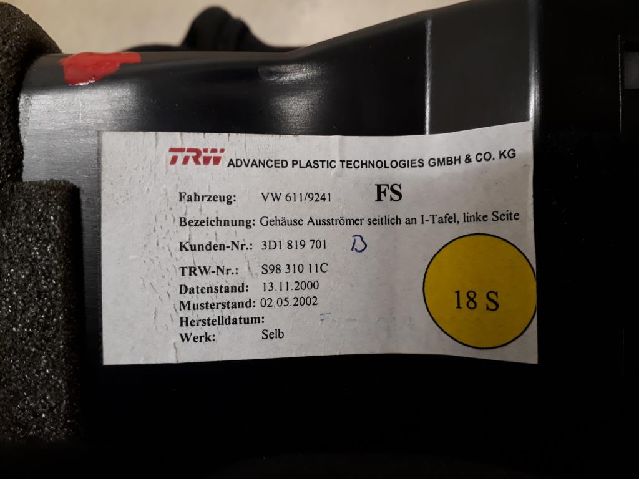 TRW ADVANCED PLASTIC TECHNOLOGIES GMBH & CO. KG
Fahrzeug: VW 611/9241 FS
Bezeichnung: Gehäuse Ausströmer seitlich an I-Tafel, linke Seite
Kunden-Nr.: 3D1 819 701 B
TRW-Nr.: S98 310 11C
Datenstand: 13.11.2000
Musterstand: 02.05.2002
Herstelldatum:
Werk: Selb
18 S